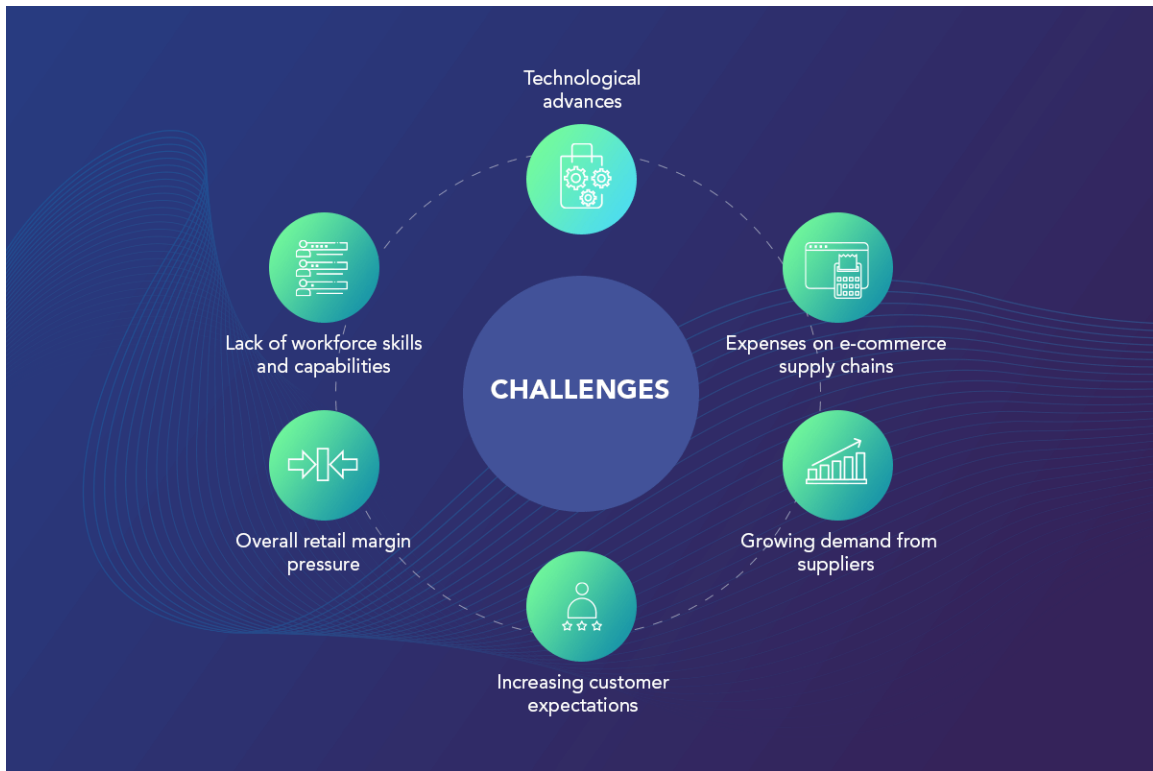 Technological
advances
Lack of workforce skills
and capabilities
Expenses on e-commerce
supply chains
CHALLENGES
Overall retail margin
pressure
Growing demand from
suppliers
Increasing customer
expectations